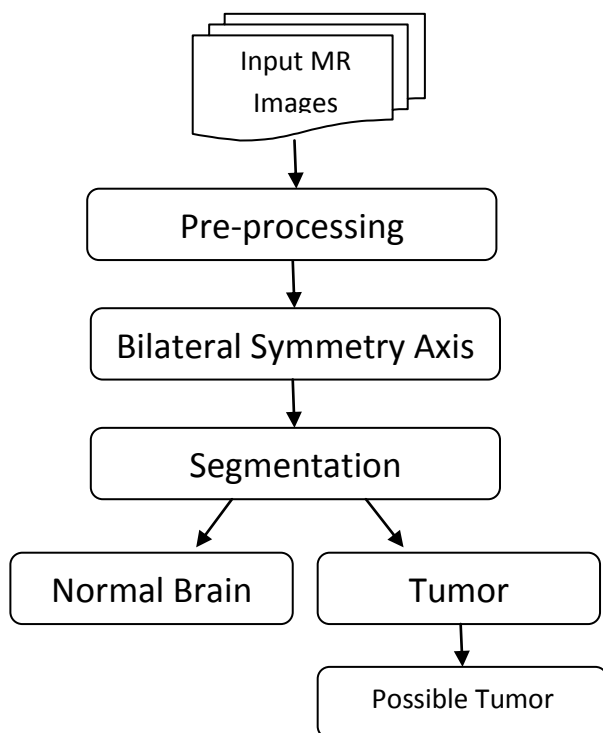 Input MR
Images
Pre-processing
Bilateral Symmetry Axis
Segmentation
Normal Brain
Tumor
Possible Tumor